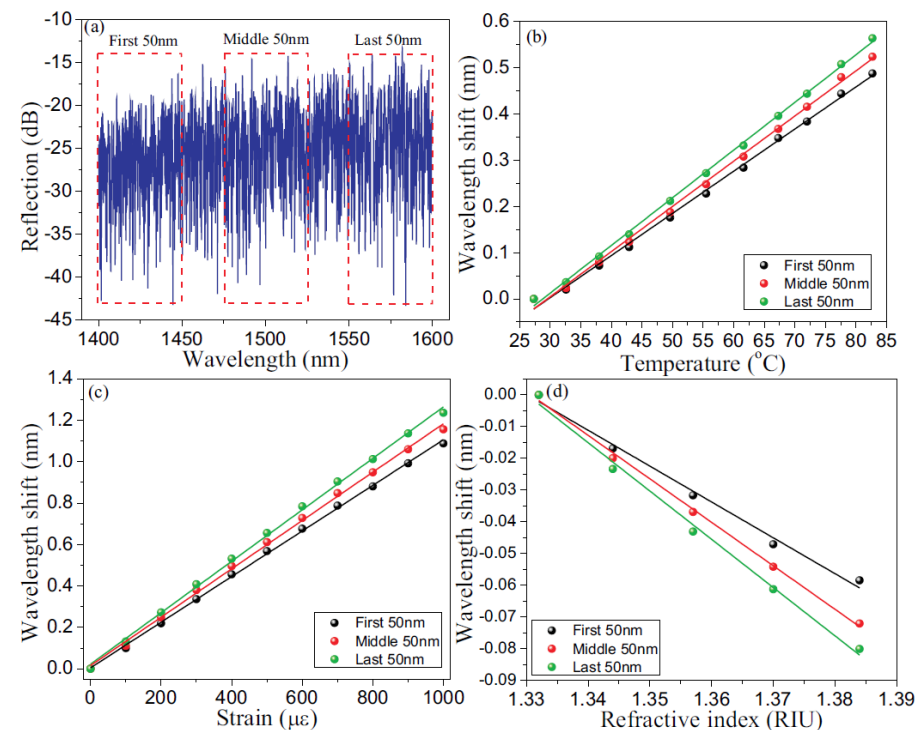 (a)
First 50nm
Middle 50nm
Last 50nm
-10
-15
-20
-25
-30
-35
-40
-45
Reflection (dB)
1400
1450
1500
1550
1600
Wavelength (nm)
(b)
0.6
0.5
0.4
0.3
0.2
0.1
0.0
Wavelength shift (nm)
First 50nm
Middle 50nm
Last 50nm
25 30 35 40 45 50 55 60 65 70 75 80 85
Temperature (°C)
(c)
1.4
1.2
1.0
0.8
0.6
0.4
0.2
0.0
Wavelength shift (nm)
First 50nm
Middle 50nm
Last 50nm
0 200 400 600 800 1000
Strain (με)
(d)
0.00
-0.01
-0.02
-0.03
-0.04
-0.05
-0.06
-0.07
-0.08
-0.09
Wavelength shift (nm)
First 50nm
Middle 50nm
Last 50nm
1.33 1.34 1.35 1.36 1.37 1.38 1.39
Refractive index (RIU)